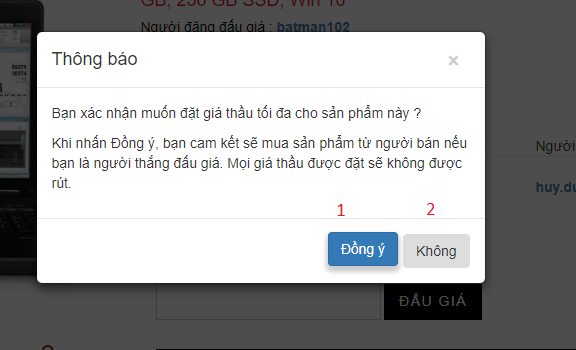 GB, 256 GB SSD, Win 10
Người đăng đấu giá : batman102
Thông báo ×
Bạn xác nhận muốn đặt giá thầu tối đa cho sản phẩm này ?
Khi nhấn Đồng ý, bạn cam kết sẽ mua sản phẩm từ người bán nếu
bạn là người thắng đấu giá. Mọi giá thầu được đặt sẽ không được
rút.
Người
huy.du
1 2
Đồng ý Không
ĐẤU GIÁ